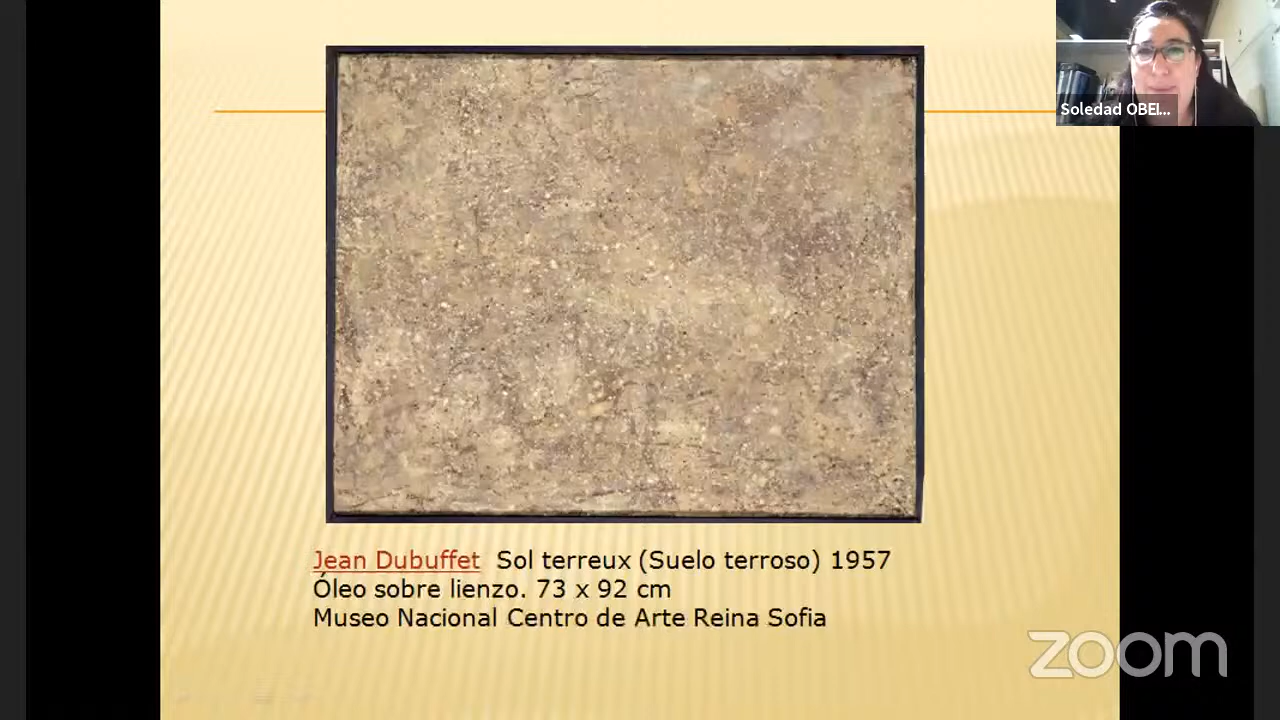 Soledad OBEI...
Jean Dubuffet Sol terreux (Suelo terroso) 1957
Óleo sobre lienzo. 73 x 92 cm
Museo Nacional Centro de Arte Reina Sofia
zoom